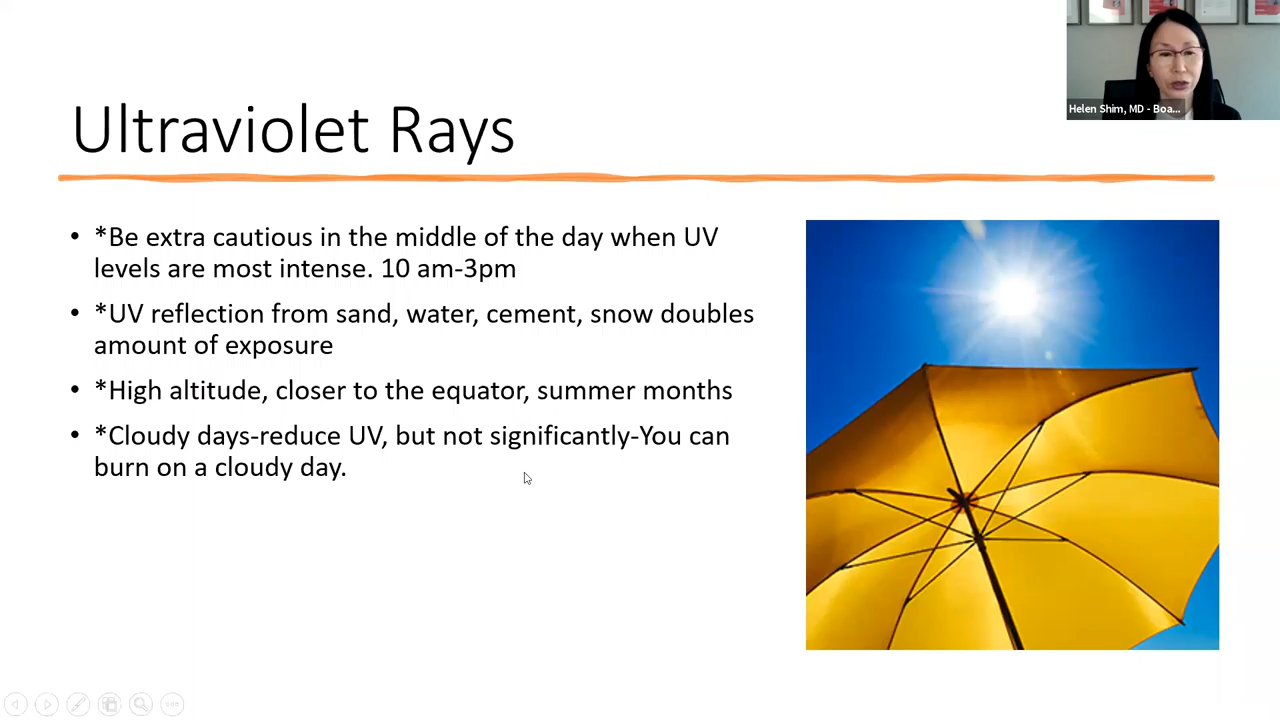 Helen Shim, MD - Boa...
Ultraviolet Rays
• *Be extra cautious in the middle of the day when UV
levels are most intense. 10 am-3pm
• *UV reflection from sand, water, cement, snow doubles
amount of exposure
• *High altitude, closer to the equator, summer months
• *Cloudy days-reduce UV, but not significantly-You can
burn on a cloudy day.